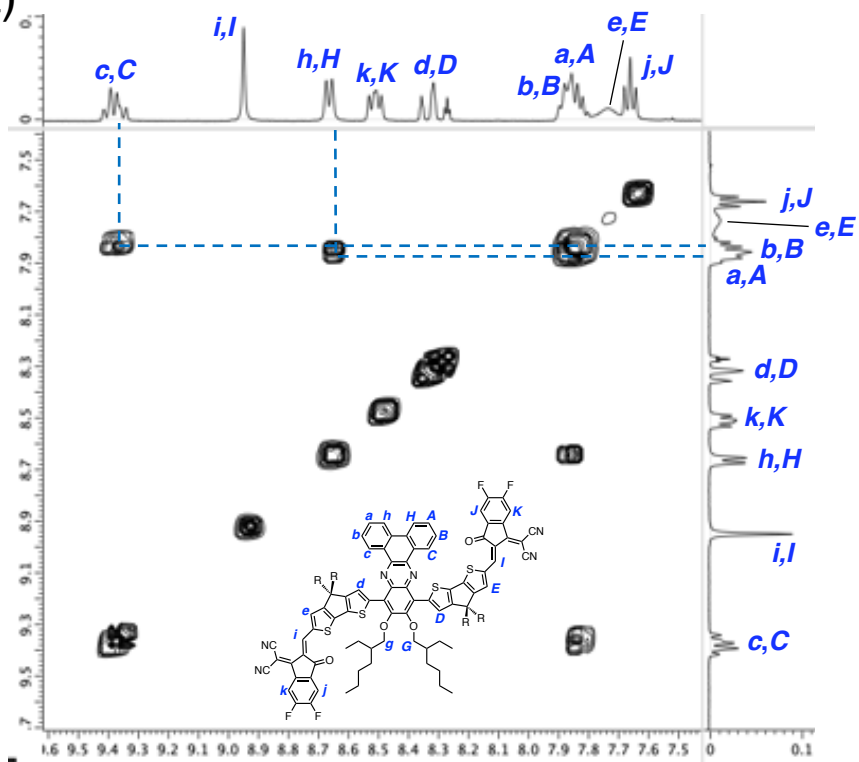 )
i,I
e,E
c,C
h,H
k,K
d,D
b,B
a,A
j,J
0
7.5
7.7
7.9
8.1
8.3
8.5
8.7
8.9
9.1
9.3
9.5
j,J
e,E
b,B
a,A
d,D
k,K
h,H
i,I
c,C
F F
J K
O
CN
CN
I
S S
E
R R
D
a h H A
b B
c C
N N
d
R R
e
S S
i
NC
NC
O
k j
F F
O O
g G
9.5 9.4 9.3 9.2 9.1 9.0 8.9 8.8 8.7 8.6 8.5 8.4 8.3 8.2 8.1 8.0 7.9 7.8 7.7 7.6 7.5
0 0.1